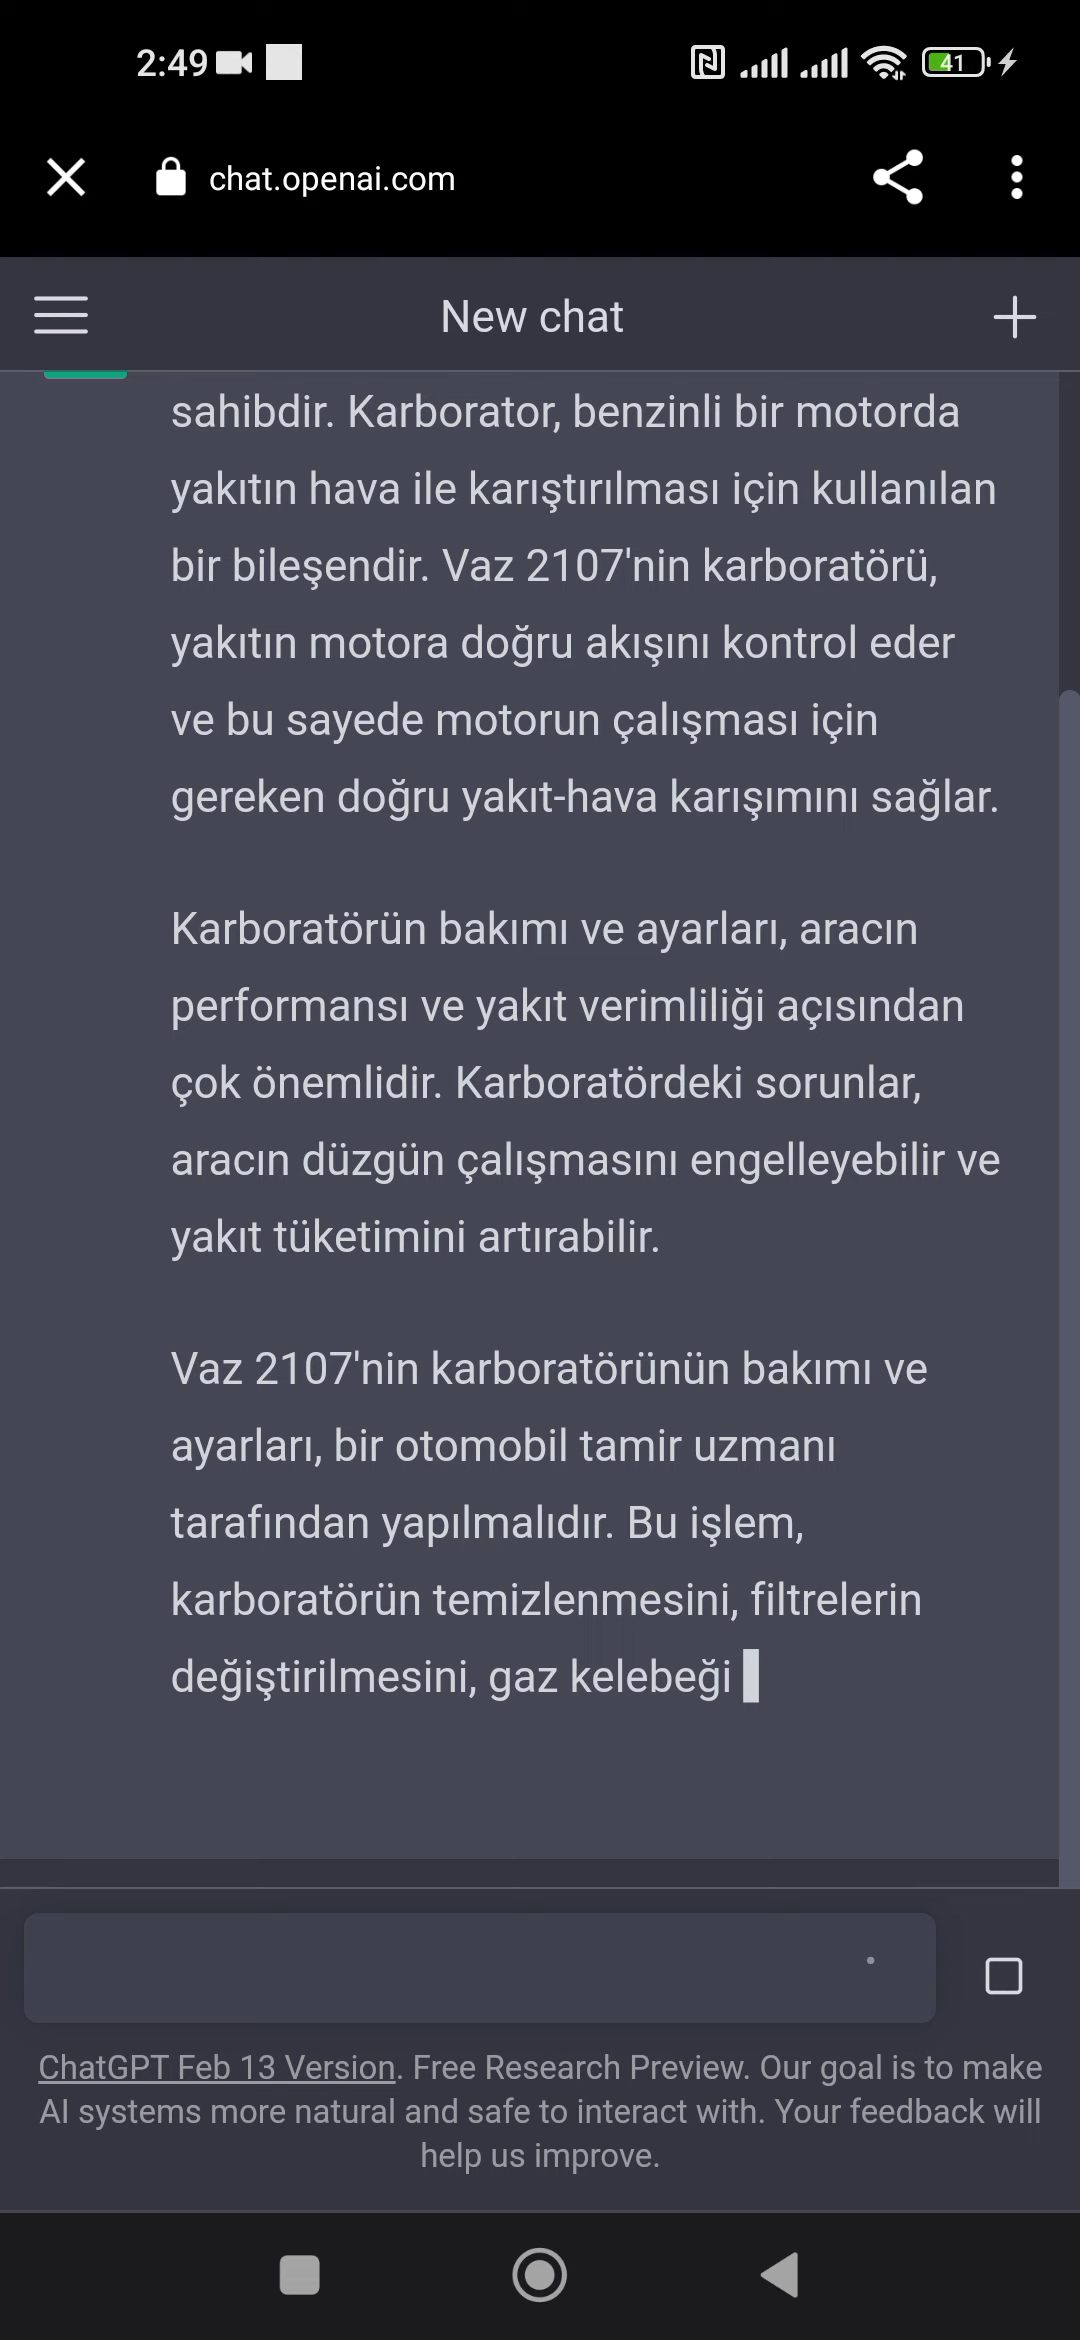 2:49
41
chat.openai.com
New chat
sahibdir. Karborator, benzinli bir motorda
yakıtın hava ile karıştırılması için kullanılan
bir bileşendir. Vaz 2107'nin karboratörü,
yakıtın motora doğru akışını kontrol eder
ve bu sayede motorun çalışması için
gereken doğru yakıt-hava karışımını sağlar.
Karboratörün bakımı ve ayarları, aracın
performansı ve yakıt verimliliği açısından
çok önemlidir. Karboratördeki sorunlar,
aracın düzgün çalışmasını engelleyebilir ve
yakıt tüketimini artırabilir.
Vaz 2107'nin karboratörünün bakımı ve
ayarları, bir otomobil tamir uzmanı
tarafından yapılmalıdır. Bu işlem,
karboratörün temizlenmesini, filtrelerin
değiştirilmesini, gaz kelebeği
ChatGPT Feb 13 Version. Free Research Preview. Our goal is to make
AI systems more natural and safe to interact with. Your feedback will
help us improve.